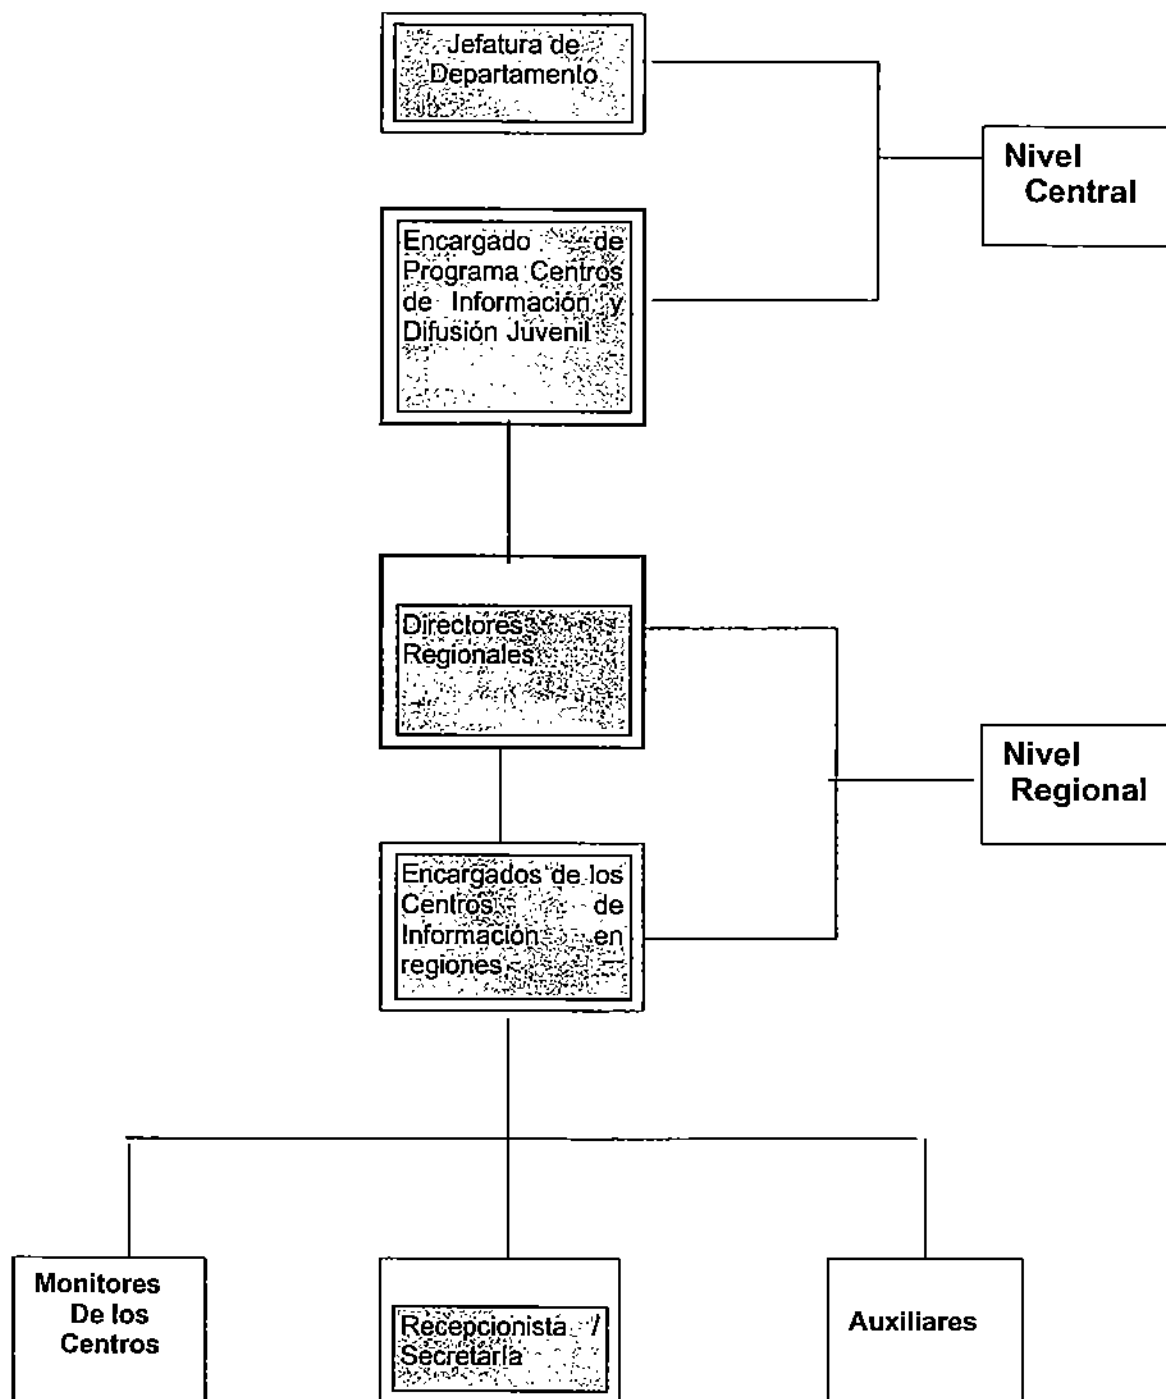 Jefatura de
Departamento
Nivel
Central
Encargado de
Programa Centros
de Información y
Difusión Juvenil
Directores
Regionales
Nivel
Regional
Encargados de los
Centros de
Información en
regiones
Monitores
De los
Centros
Recepcionista /
Secretaria
Auxiliares